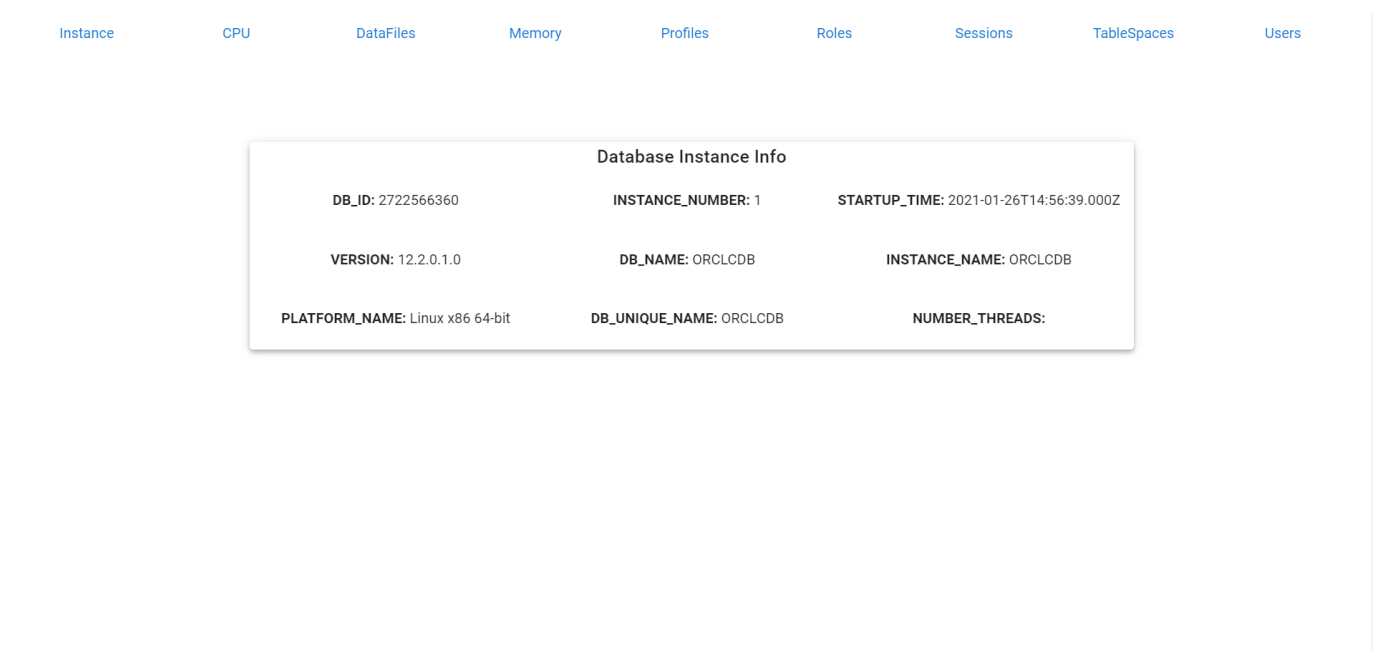 Instance CPU DataFiles Memory Profiles Roles Sessions TableSpaces Users
Database Instance Info
DB_ID: 2722566360 INSTANCE_NUMBER: 1 STARTUP_TIME: 2021-01-26T14:56:39.000Z
VERSION: 12.2.0.1.0 DB_NAME: ORCLCDB INSTANCE_NAME: ORCLCDB
PLATFORM_NAME: Linux x86 64-bit DB_UNIQUE_NAME: ORCLCDB NUMBER_THREADS: